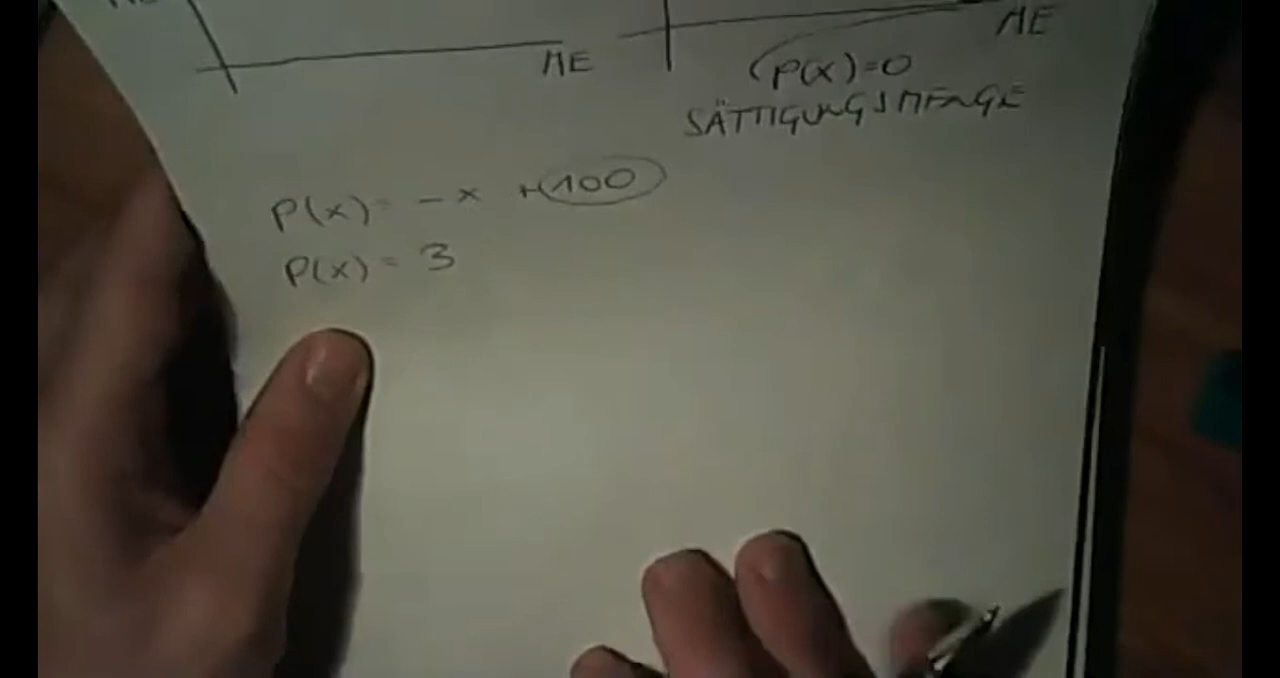 ME
ME
P(X)=0
SÄTTIGUNGSMENGE
P(X)= -x +100
P(X)= 3